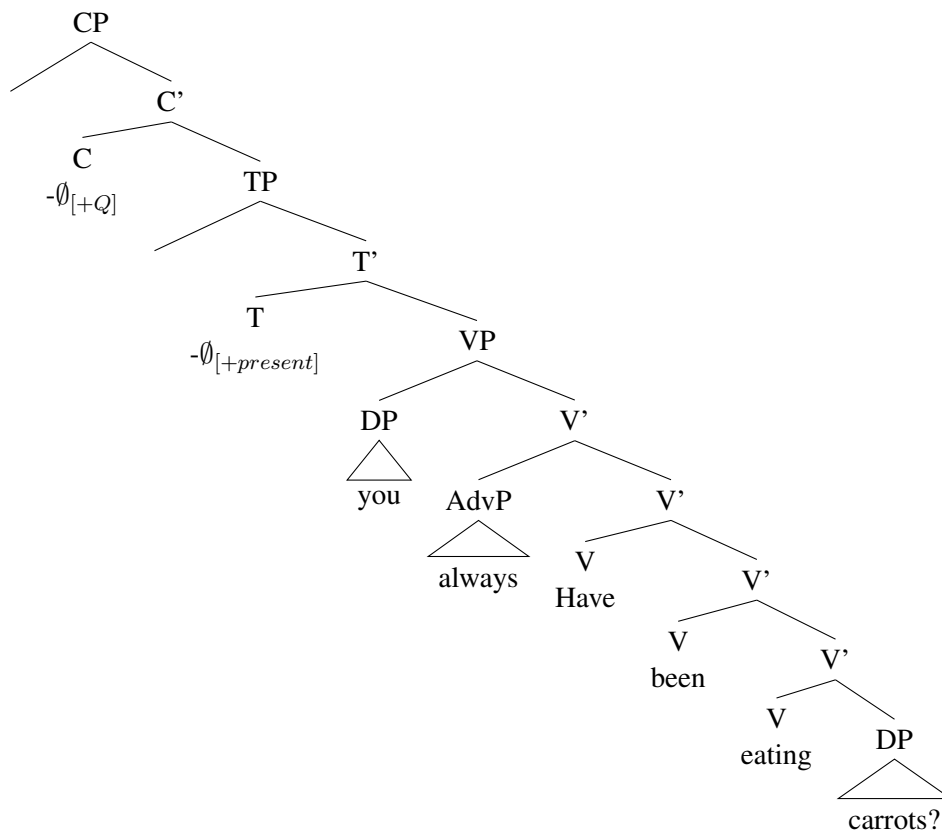 CP
C’
C
TP
-∅[+Q]
T’
T
VP
-∅[+present]
DP
V’
you
AdvP
V’
always
V
V’
Have
V
V’
been
V
DP
eating
carrots?